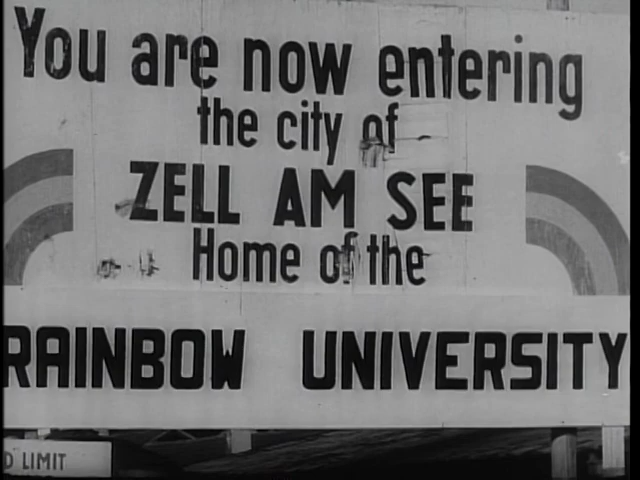 You are now entering
the city of
ZELL AM SEE
Home of the
RAINBOW UNIVERSITY
D LIMIT